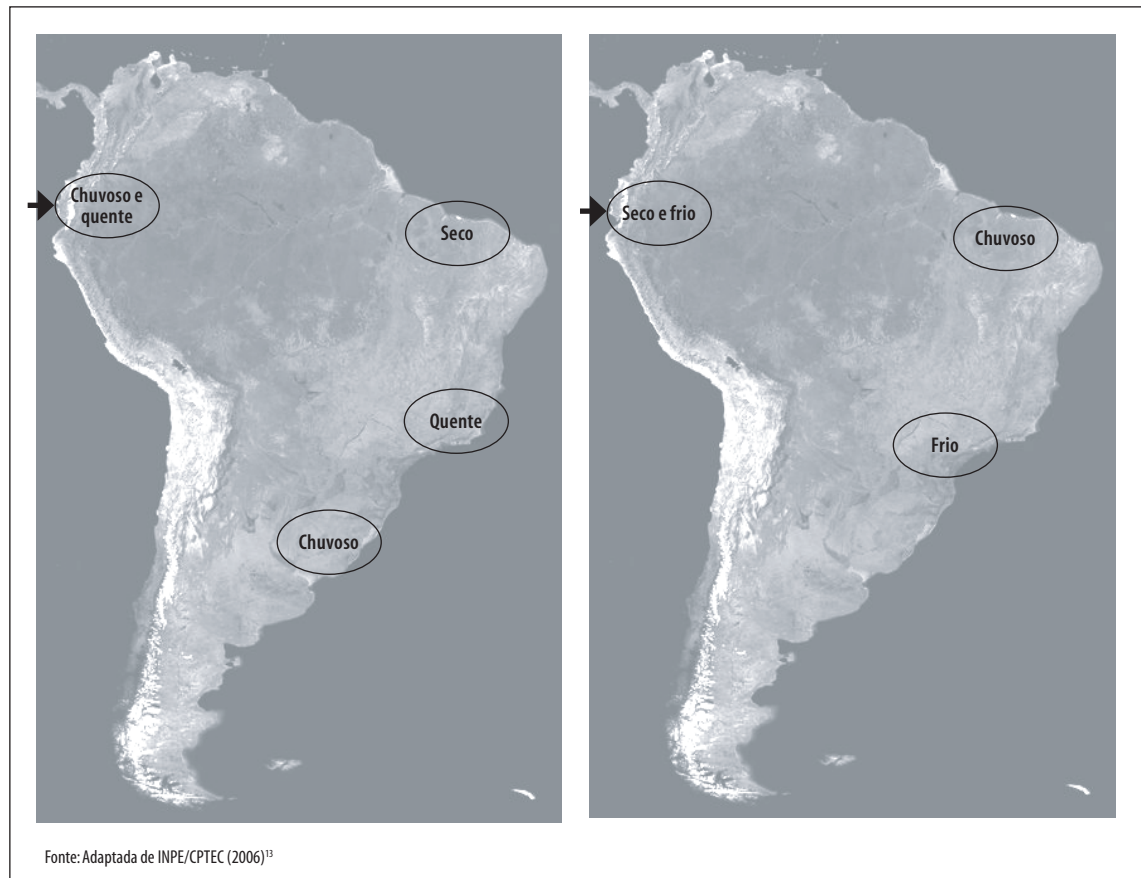 Chuvoso e
quente
Seco
Quente
Chuvoso
Seco e frio
Chuvoso
Frio
Fonte: Adaptada de INPE/CPTEC (2006)¹³